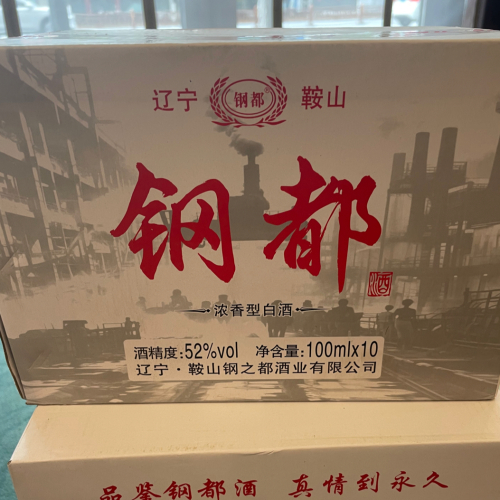 辽宁 钢都 鞍山
钢都
酒
浓香型白酒
酒精度:52%vol 净含量:100mlx10
辽宁·鞍山钢之都酒业有限公司
品鉴钢都酒 真情到永久